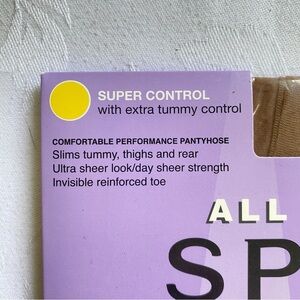 SUPER CONTROL
with extra tummy control
COMFORTABLE PERFORMANCE PANTYHOSE
Slims tummy, thighs and rear
Ultra sheer look/day sheer strength
Invisible reinforced toe
ALL
SP